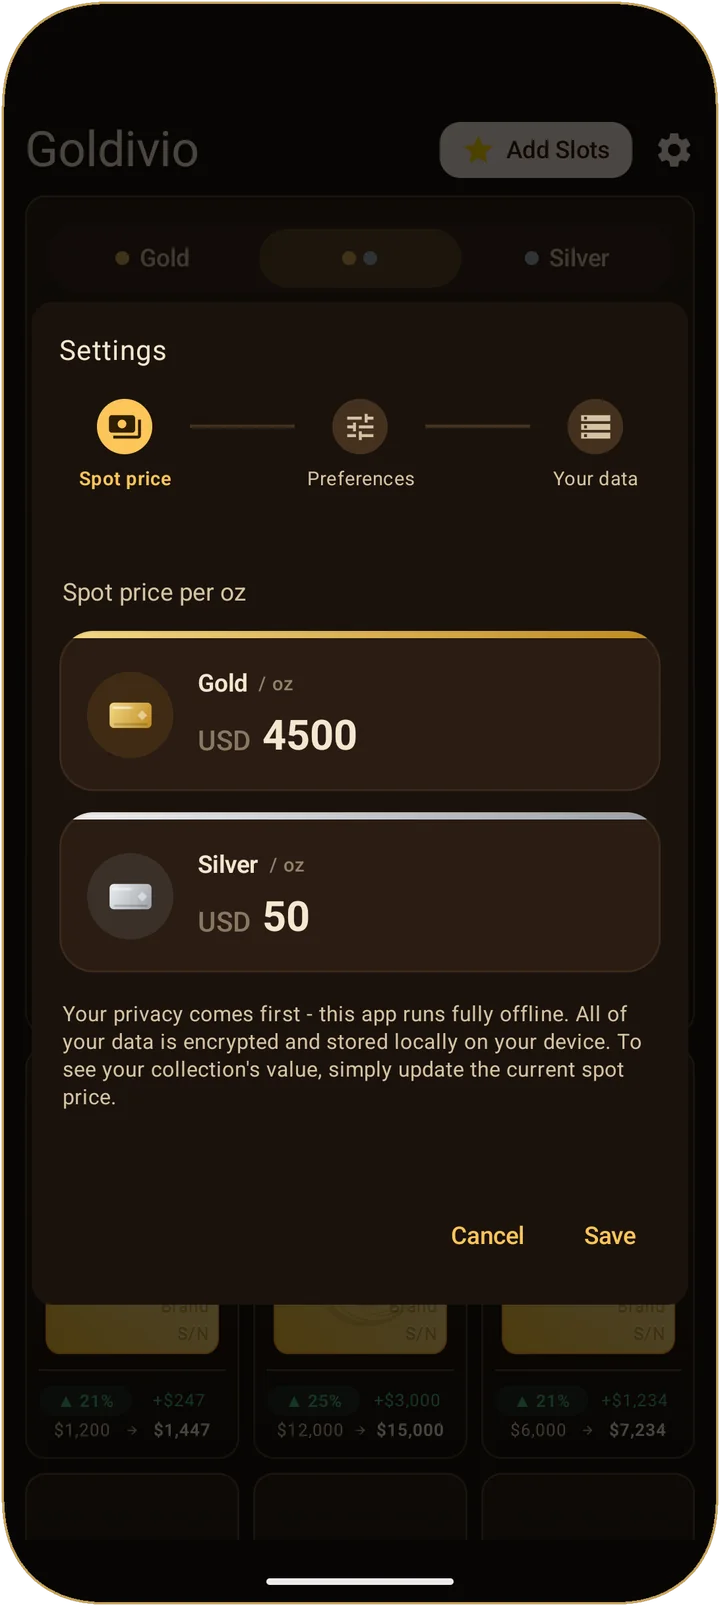 Goldivio
Add Slots
Gold
Silver
Settings
Spot price
Preferences
Your data
Spot price per oz
Gold / oz
USD 4500
Silver / oz
USD 50
Your privacy comes first - this app runs fully offline. All of
your data is encrypted and stored locally on your device. To
see your collection's value, simply update the current spot
price.
Cancel
Save
Brand
Brand
Brand
S/N
S/N
S/N
▲ 21% +$247
▲ 25% +$3,000
▲ 21% +$1,234
$1,200 → $1,447
$12,000 → $15,000
$6,000 → $7,234